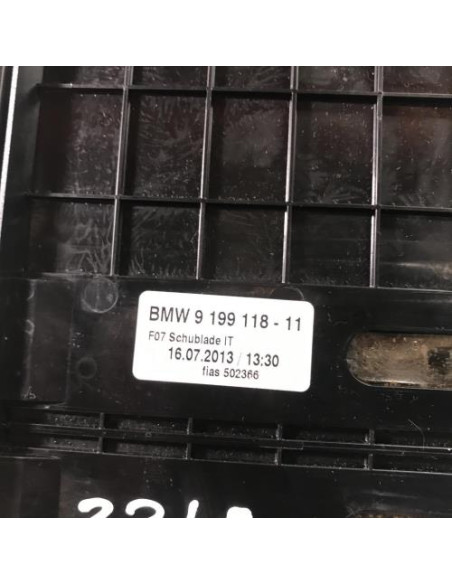 BMW 9 199 118 - 11
F07 Schublade IT
16.07.2013 / 13:30
fias 502366